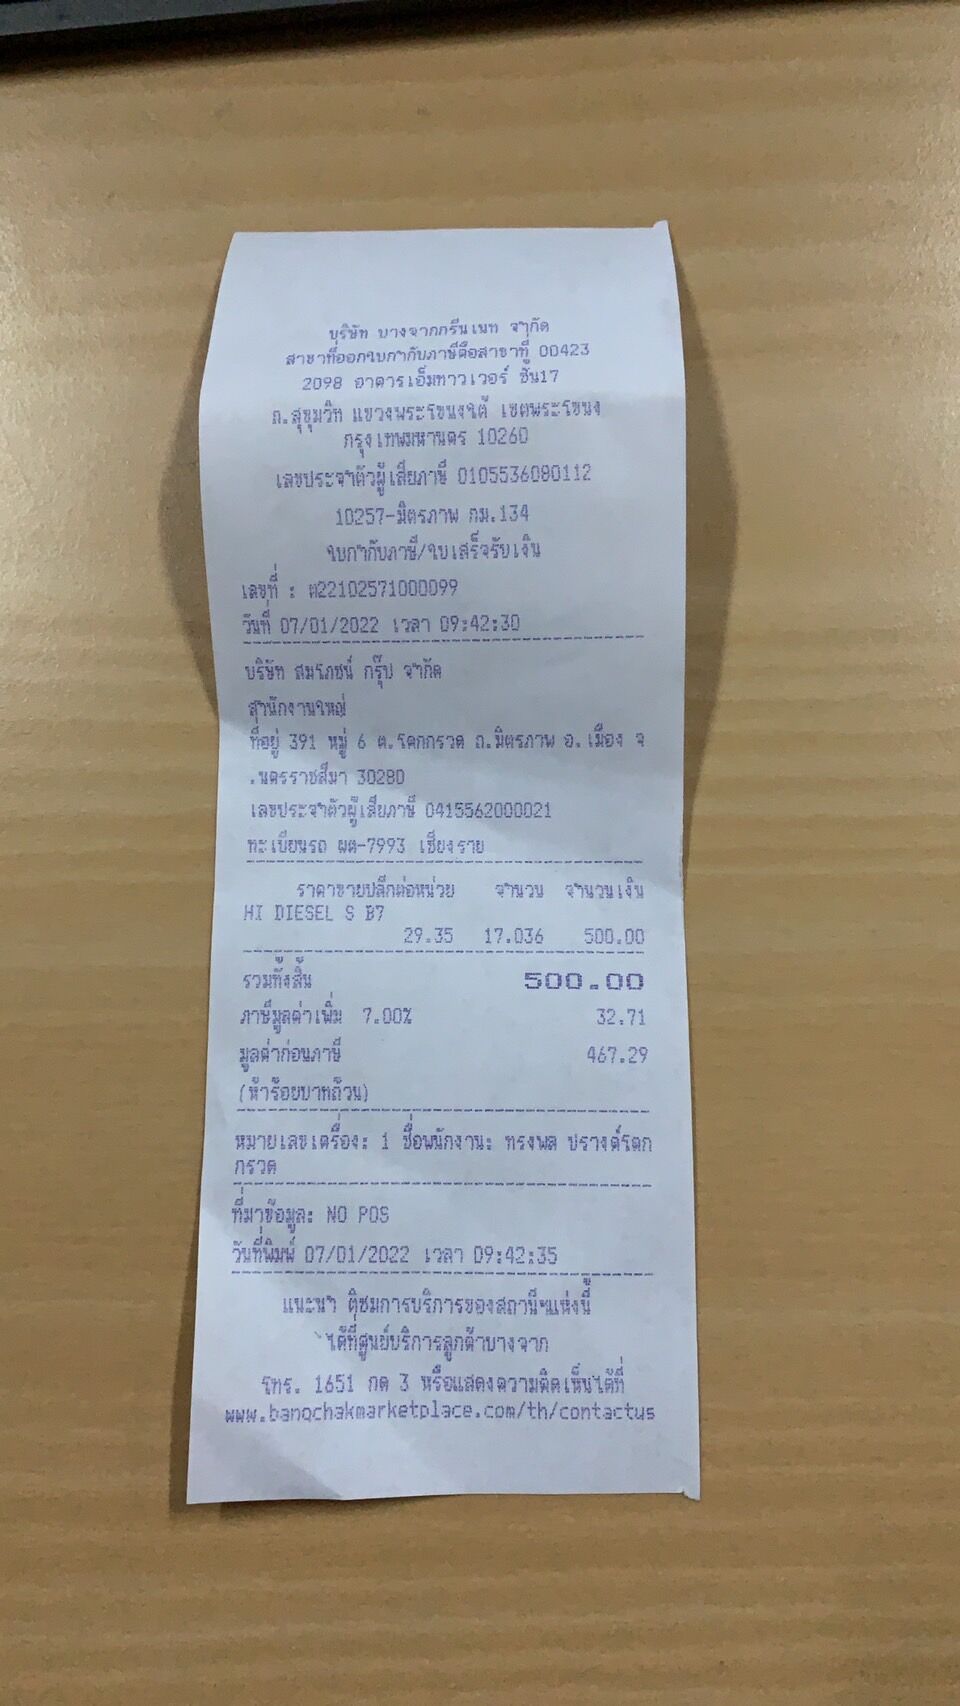 บริษัท บางจากกรีนเนท จำกัด
สาขาที่ออกใบกำกับภาษีคือสาขาที่ 00423
2098 อาคารเอ็มทาวเวอร์ ชั้น17
ถ.สุขุมวิท แขวงพระโขนงใต้ เขตพระโขนง
กรุงเทพมหานคร 10260
เลขประจำตัวผู้เสียภาษี 0105536080112
10257-มิตรภาพ กม.134
ใบกำกับภาษี/ใบเสร็จรับเงิน
เลขที่ : ต22102571000099
วันที่ 07/01/2022 เวลา 09:42:30
บริษัท สมโภชน์ กรุ๊ป จำกัด
สำนักงานใหญ่
ที่อยู่ 391 หมู่ 6 ต.โคกกรวด ถ.มิตรภาพ อ.เมือง จ
.นครราชสีมา 30280
เลขประจำตัวผู้เสียภาษี 0415562000021
ทะเบียนรถ ผต-7993 เชียงราย
ราคาขายปลีกต่อหน่วย จำนวน จำนวนเงิน
HI DIESEL S B7
29.35 17.036 500.00
รวมทั้งสิ้น 500.00
ภาษีมูลค่าเพิ่ม 7.00% 32.71
มูลค่าก่อนภาษี 467.29
(ห้าร้อยบาทถ้วน)
หมายเลขเครื่อง: 1 ชื่อพนักงาน: ทรงพล ปรางค์โคก
กรวด
ที่มาข้อมูล: NO POS
วันที่พิมพ์ 07/01/2022 เวลา 09:42:35
แนะนำ ติชมการบริการของสถานีฯแห่งนี้
ได้ที่ศูนย์บริการลูกค้าบางจาก
โทร. 1651 กด 3 หรือแสดงความคิดเห็นได้ที่
www.bangchakmarketplace.com/th/contactus